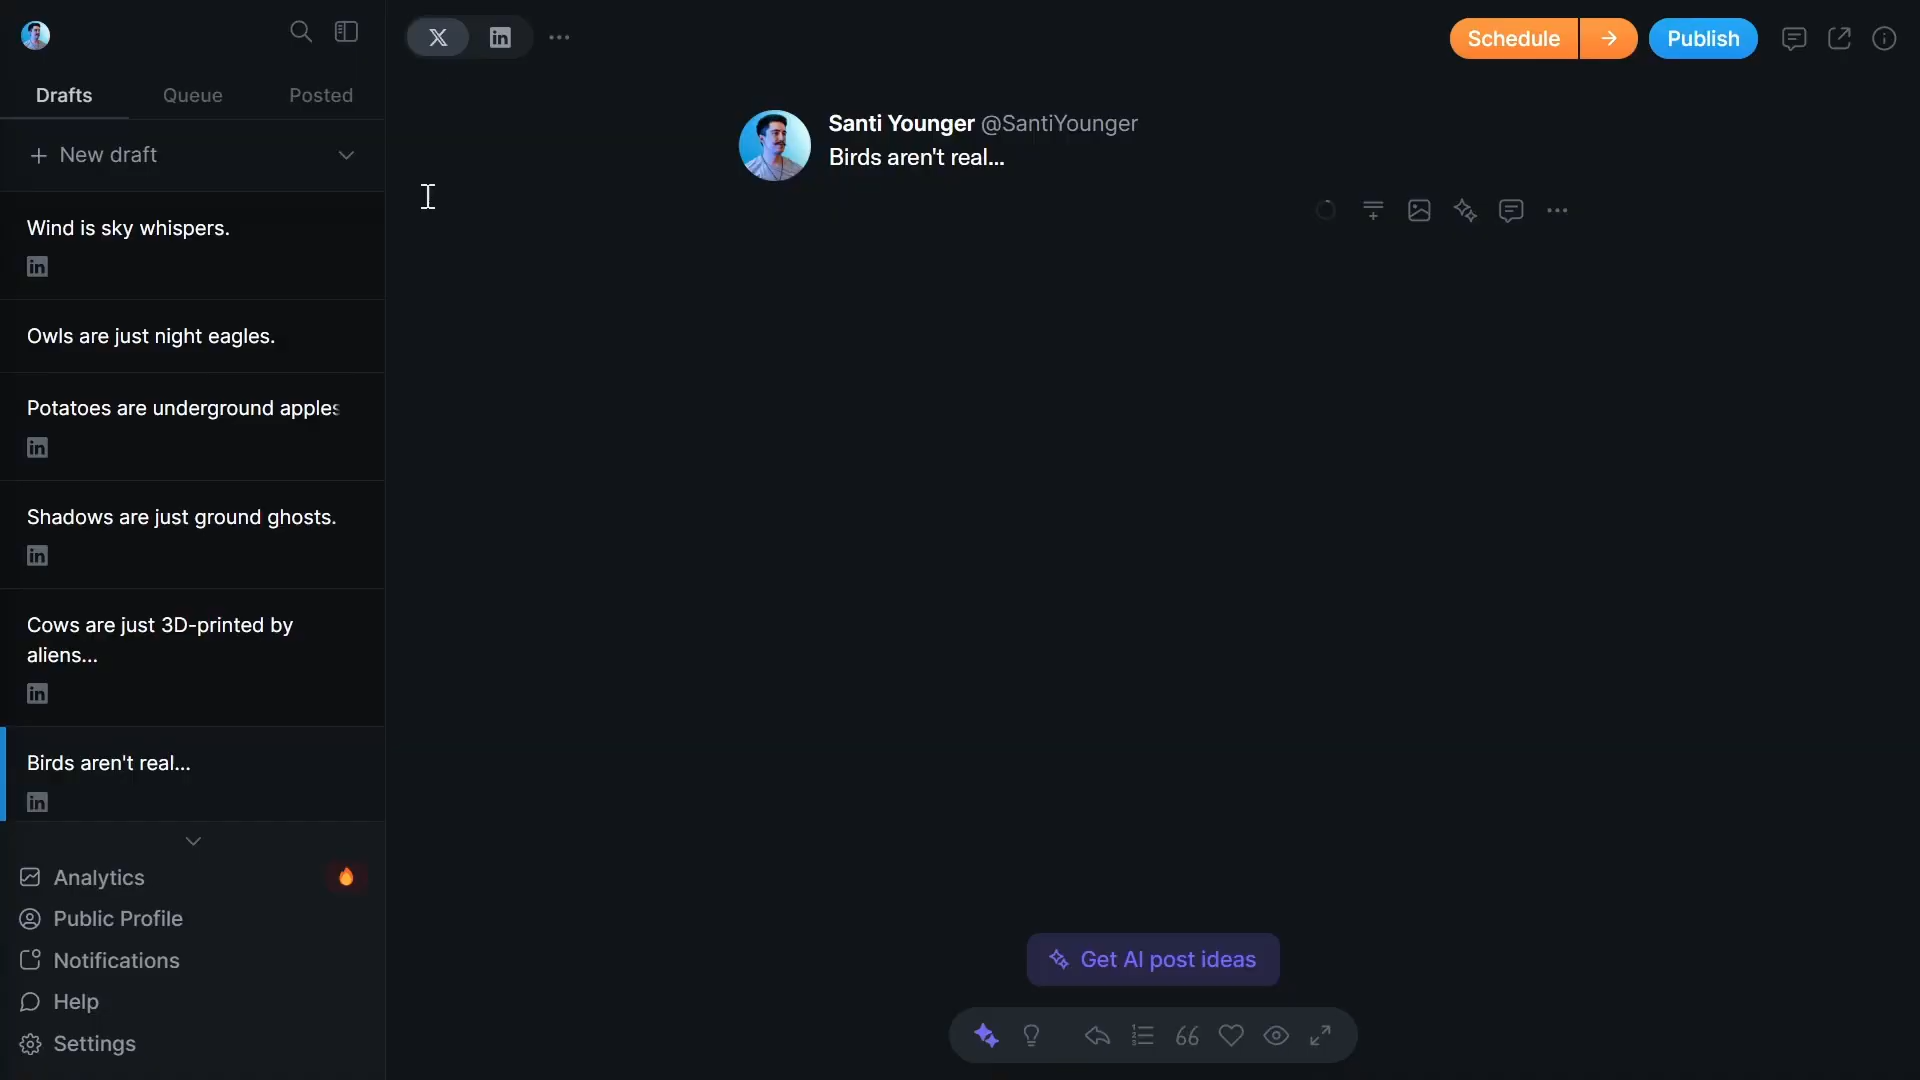 Schedule
Publish
Drafts
Queue
Posted
New draft
Wind is sky whispers.
Owls are just night eagles.
Potatoes are underground apples
Shadows are just ground ghosts.
Cows are just 3D-printed by
aliens...
Birds aren't real...
Analytics
Public Profile
Notifications
Help
Settings
Santi Younger @SantiYounger
Birds aren't real...
Get AI post ideas